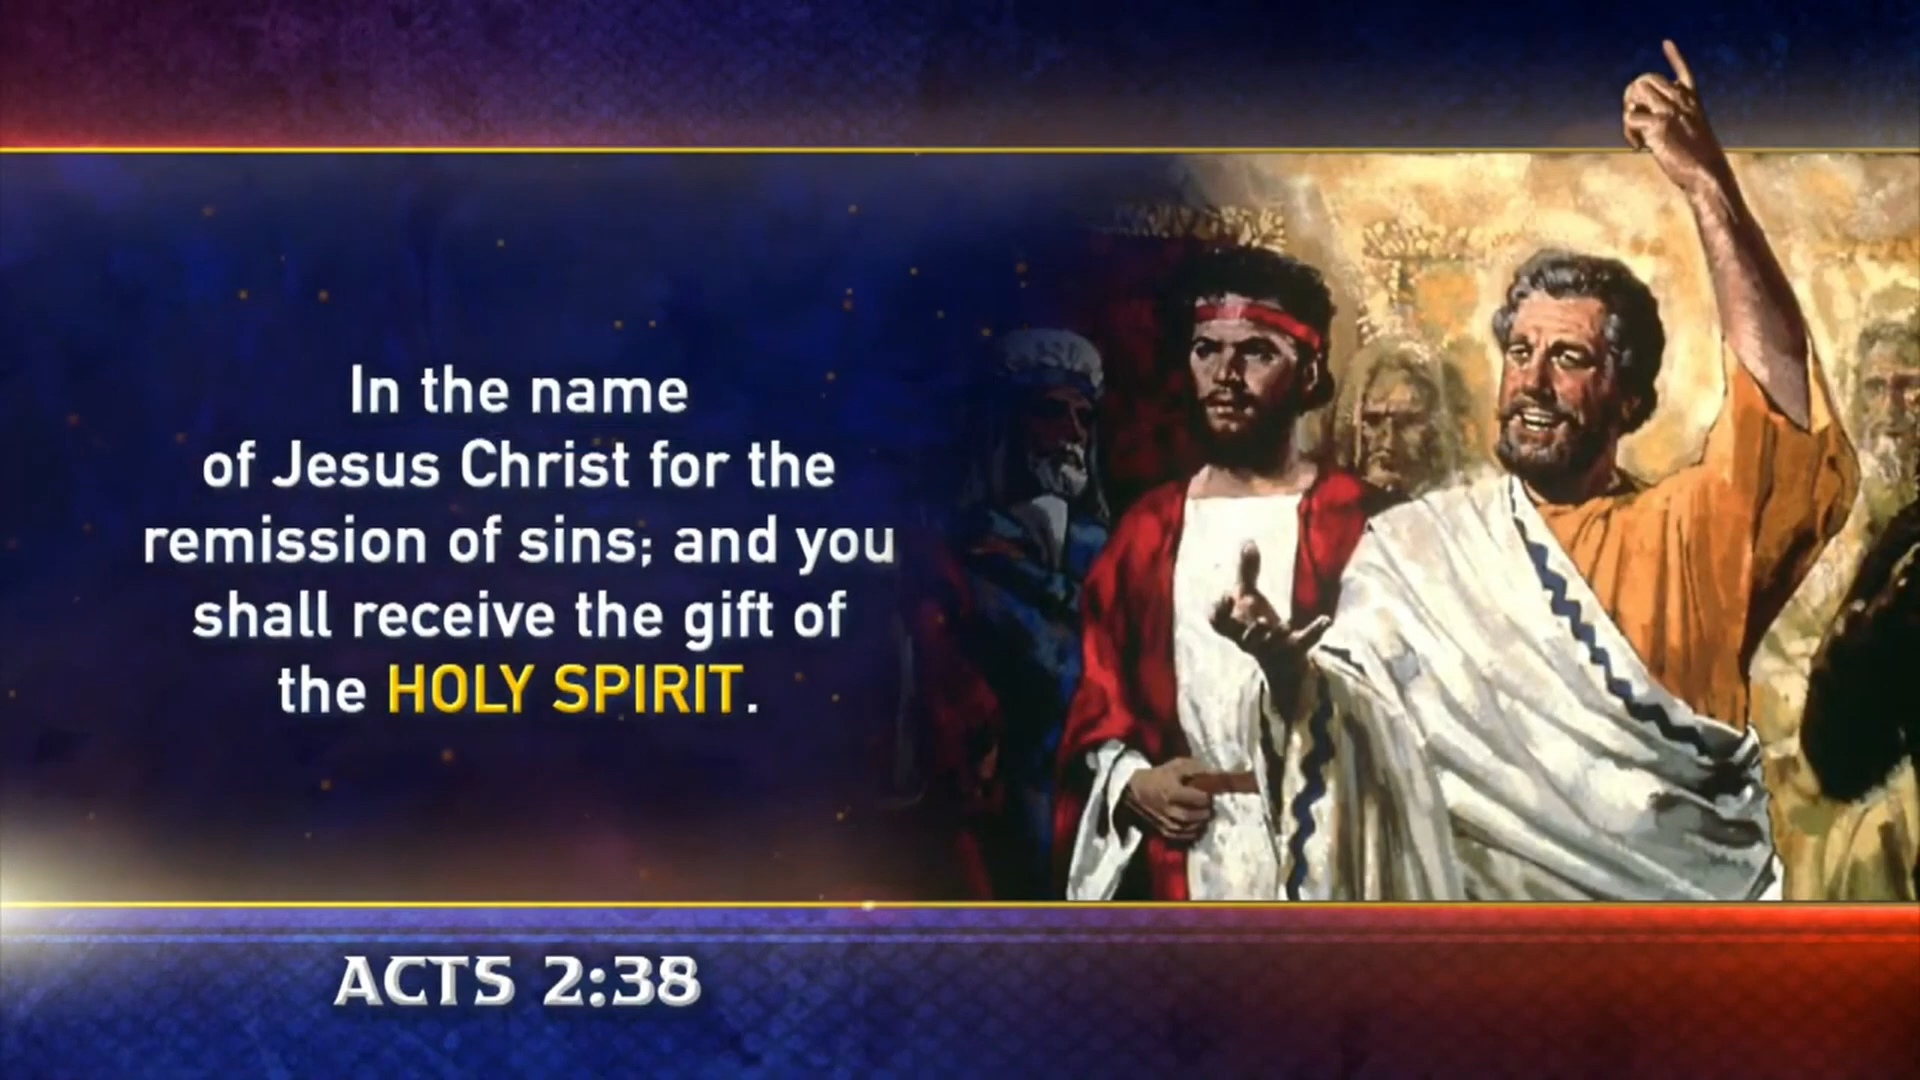 In the name
of Jesus Christ for the
remission of sins; and you
shall receive the gift of
the HOLY SPIRIT.
ACTS 2:38